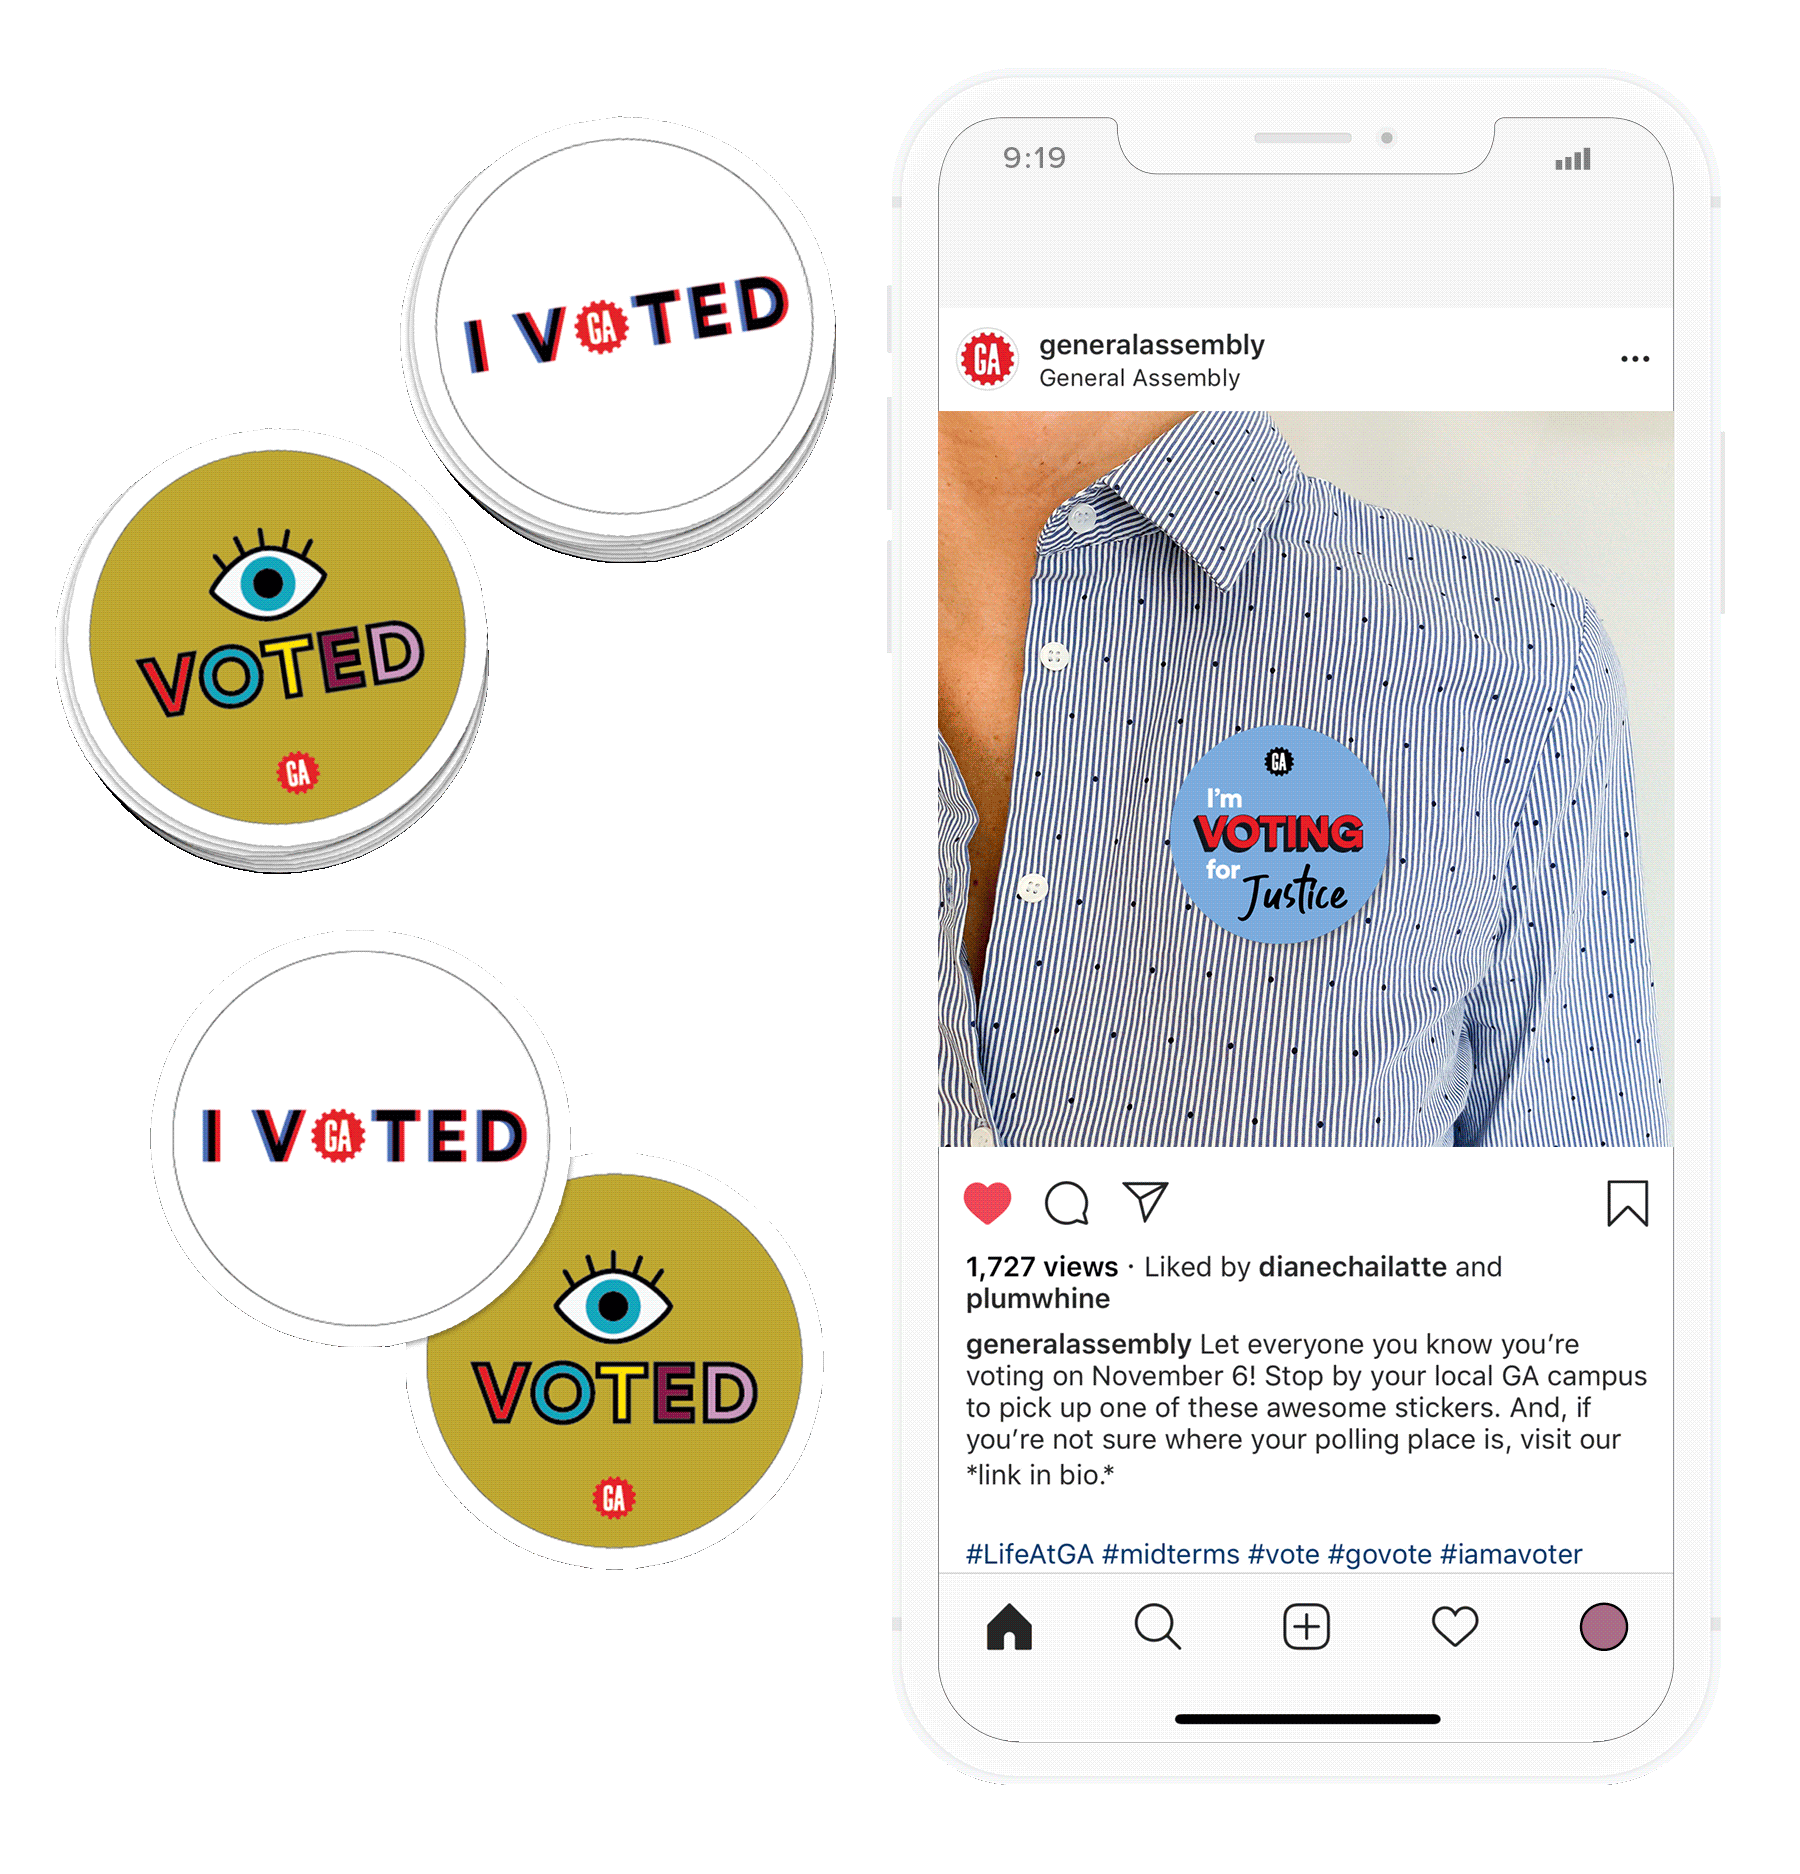 I VGATED
VOTED
GA
I VGATED
VOTED
GA
9:19
GA
generalassembly
General Assembly
GA
I'm
VOTING
for
Justice
1,727 views · Liked by dianechailatte and
plumwhine
generalassembly Let everyone you know you’re
voting on November 6! Stop by your local GA campus
to pick up one of these awesome stickers. And, if
you’re not sure where your polling place is, visit our
*link in bio.*
#LifeAtGA #midterms #vote #govote #iamavoter